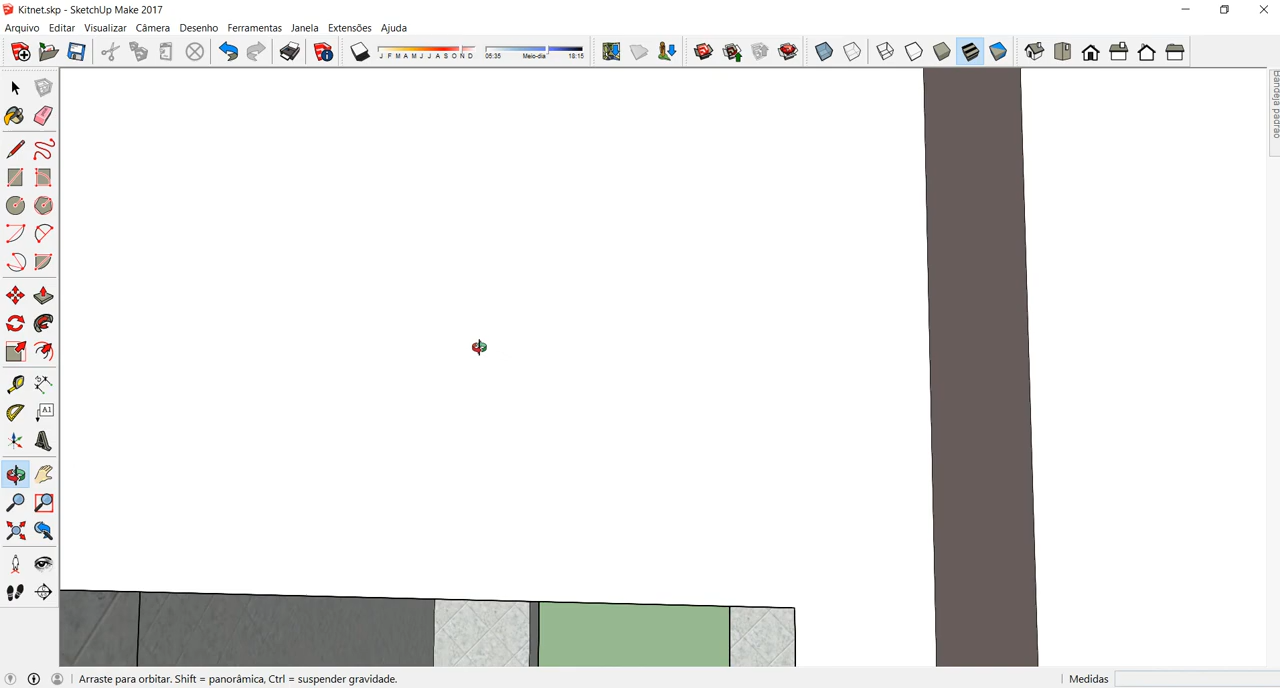 Kitnet.skp - SketchUp Make 2017
Arquivo Editar Visualizar Câmera Desenho Ferramentas Janela Extensões Ajuda
J F M A M J J A S O N D
05:35 Meio-dia 18:15
Bandeja padrão
A1
Arraste para orbitar. Shift = panorâmica, Ctrl = suspender gravidade.
Medidas